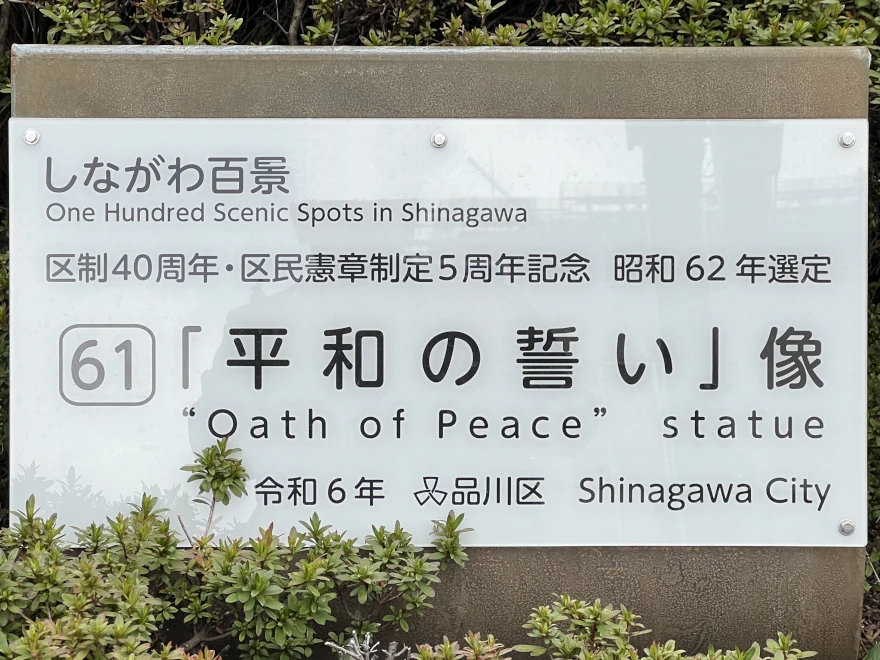 しながわ百景
One Hundred Scenic Spots in Shinagawa
区制40周年・区民憲章制定5周年記念 昭和62年選定
61 「平和の誓い」像
“Oath of Peace” statue
令和6年 品川区 Shinagawa City